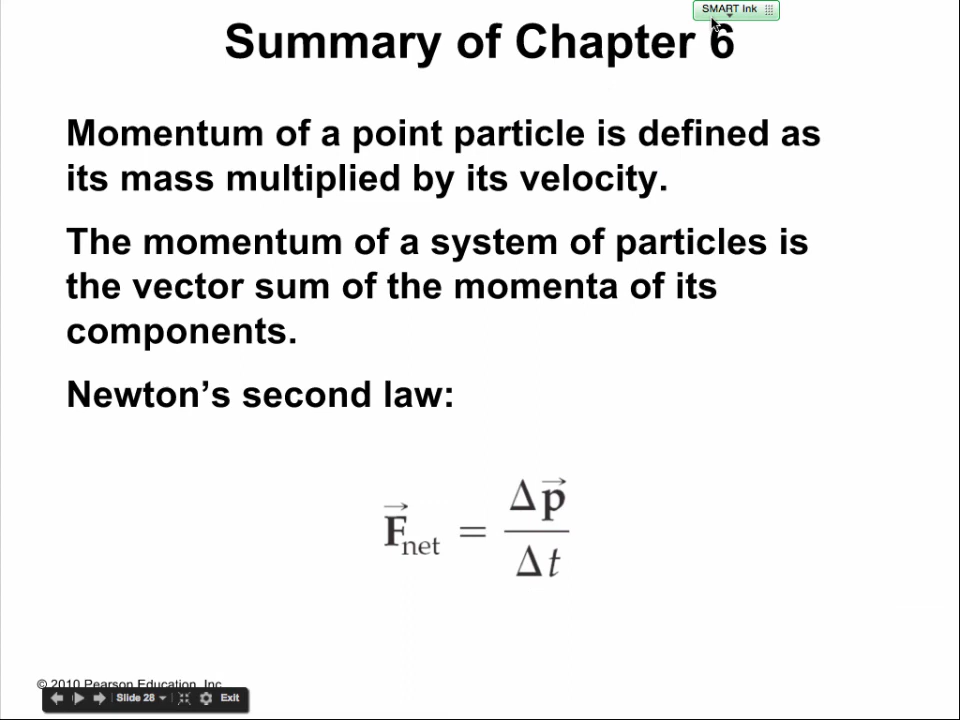 SMART Ink
Summary of Chapter 6
Momentum of a point particle is defined as
its mass multiplied by its velocity.
The momentum of a system of particles is
the vector sum of the momenta of its
components.
Newton’s second law:
F⃗net = Δp⃗ / Δt
© 2010 Pearson Education, Inc.
Slide 28 Exit